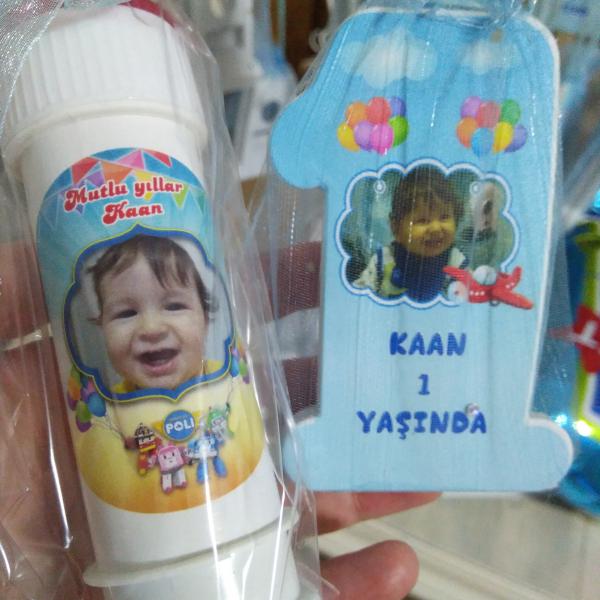 Mutlu yıllar
Kaan
POLİ
KAAN
1
YAŞINDA